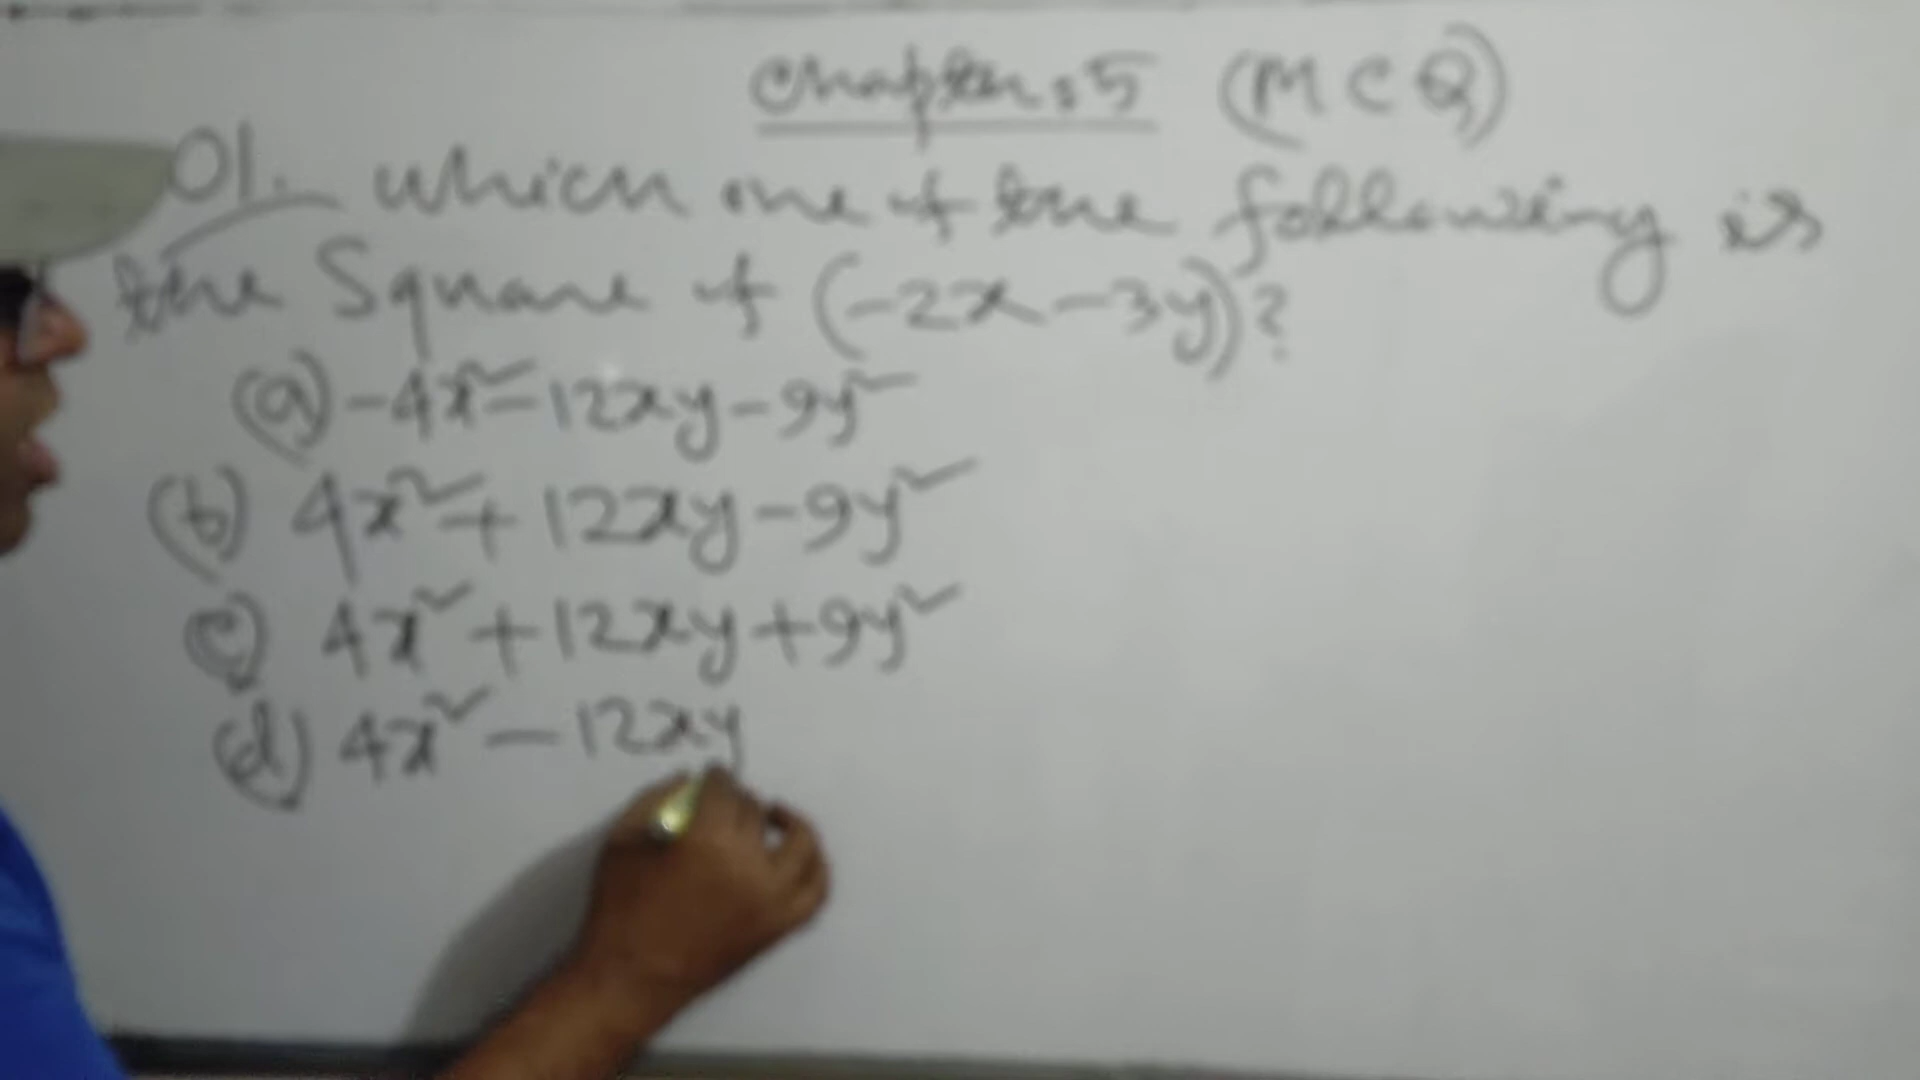 Chapter: 5 (MCQ)
01. Which one of the following is
the Square of (-2x-3y)?
(a) -4x²-12xy-9y²
(b) 4x²+12xy-9y²
(c) 4x²+12xy+9y²
(d) 4x²-12xy